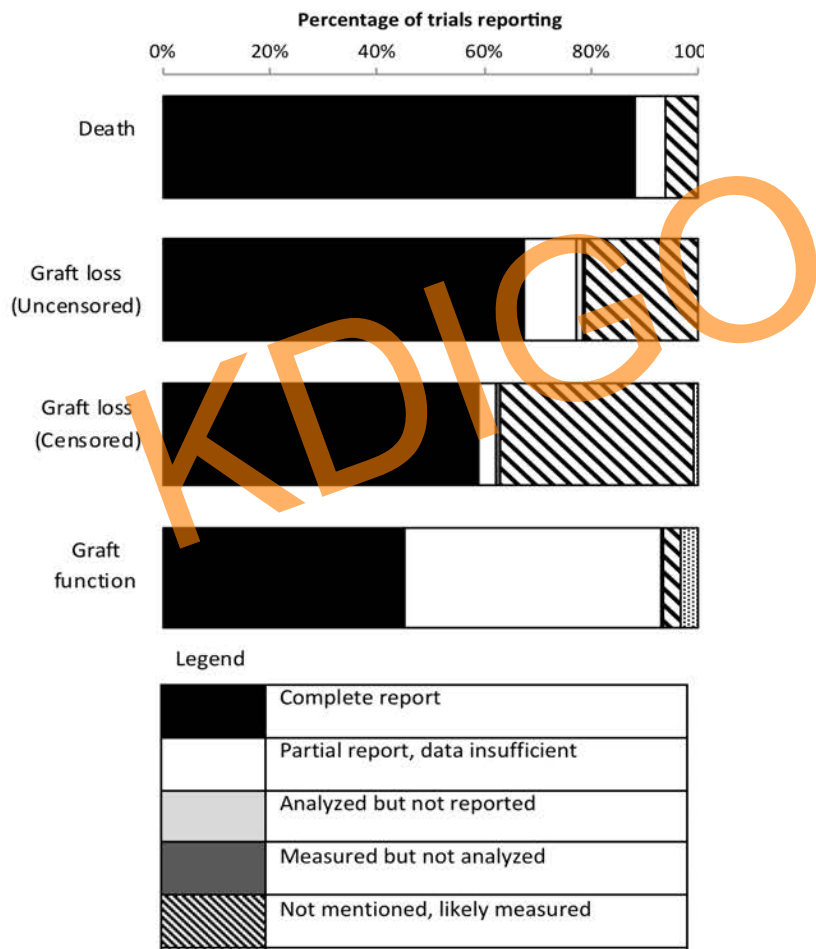 Percentage of trials reporting
0% 20% 40% 60% 80% 100
Death
Graft loss
(Uncensored)
Graft loss
(Censored)
Graft
function
KDIGO
Legend
Complete report
Partial report, data insufficient
Analyzed but not reported
Measured but not analyzed
Not mentioned, likely measured